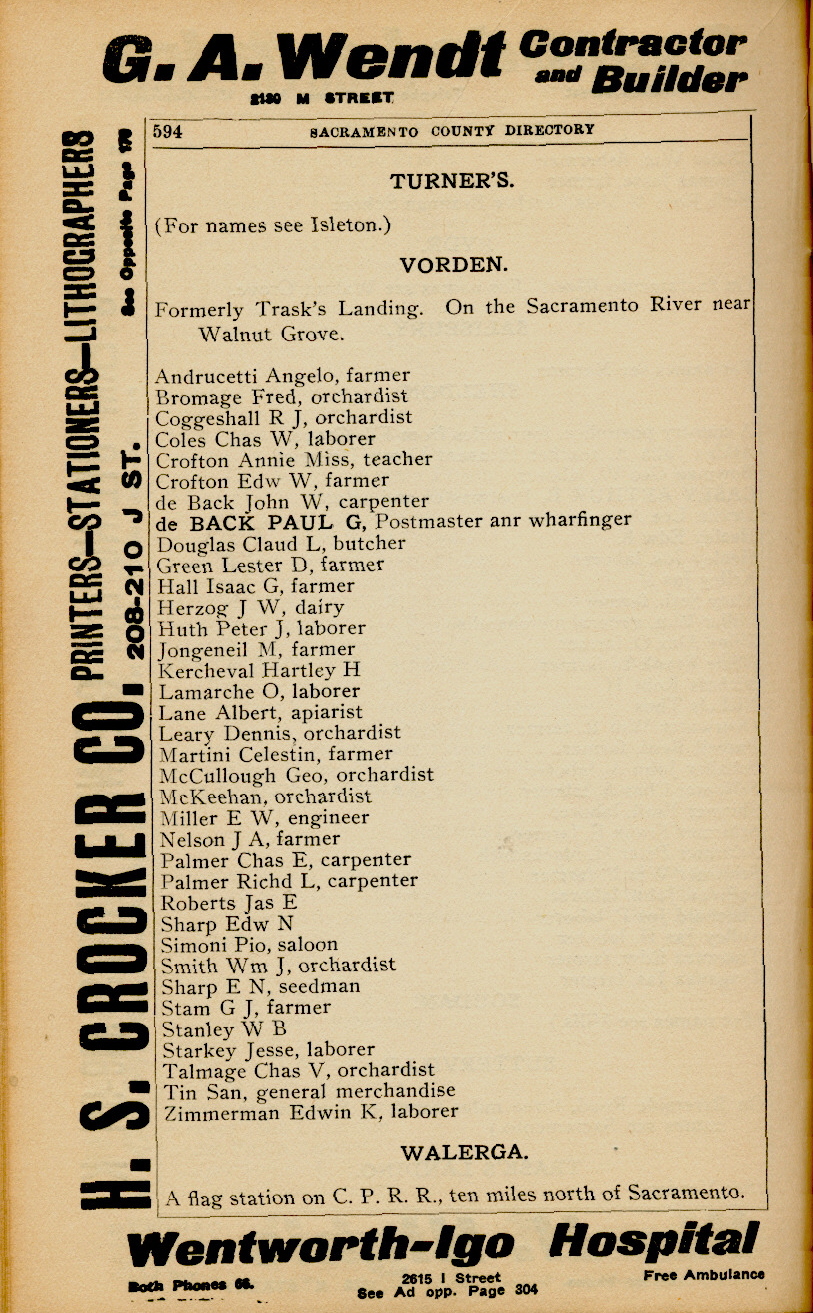 G. A. Wendt Contractor and Builder
2130 M STREET
H. S. CROCKER CO. PRINTERS—STATIONERS—LITHOGRAPHERS
208-210 J ST. See Opposite Page 170
594 SACRAMENTO COUNTY DIRECTORY
TURNER'S.
(For names see Isleton.)
VORDEN.
Formerly Trask's Landing. On the Sacramento River near
Walnut Grove.
Andrucetti Angelo, farmer
Bromage Fred, orchardist
Coggeshall R J, orchardist
Coles Chas W, laborer
Crofton Annie Miss, teacher
Crofton Edw W, farmer
de Back John W, carpenter
de BACK PAUL G, Postmaster anr wharfinger
Douglas Claud L, butcher
Green Lester D, farmer
Hall Isaac G, farmer
Herzog J W, dairy
Huth Peter J, laborer
Jongeneil M, farmer
Kercheval Hartley H
Lamarche O, laborer
Lane Albert, apiarist
Leary Dennis, orchardist
Martini Celestin, farmer
McCullough Geo, orchardist
McKeehan, orchardist
Miller E W, engineer
Nelson J A, farmer
Palmer Chas E, carpenter
Palmer Richd L, carpenter
Roberts Jas E
Sharp Edw N
Simoni Pio, saloon
Smith Wm J, orchardist
Sharp E N, seedman
Stam G J, farmer
Stanley W B
Starkey Jesse, laborer
Talmage Chas V, orchardist
Tin San, general merchandise
Zimmerman Edwin K, laborer
WALERGA.
A flag station on C. P. R. R., ten miles north of Sacramento.
Wentworth-Igo Hospital
Both Phones 66. 2615 I Street Free Ambulance
See Ad opp. Page 304